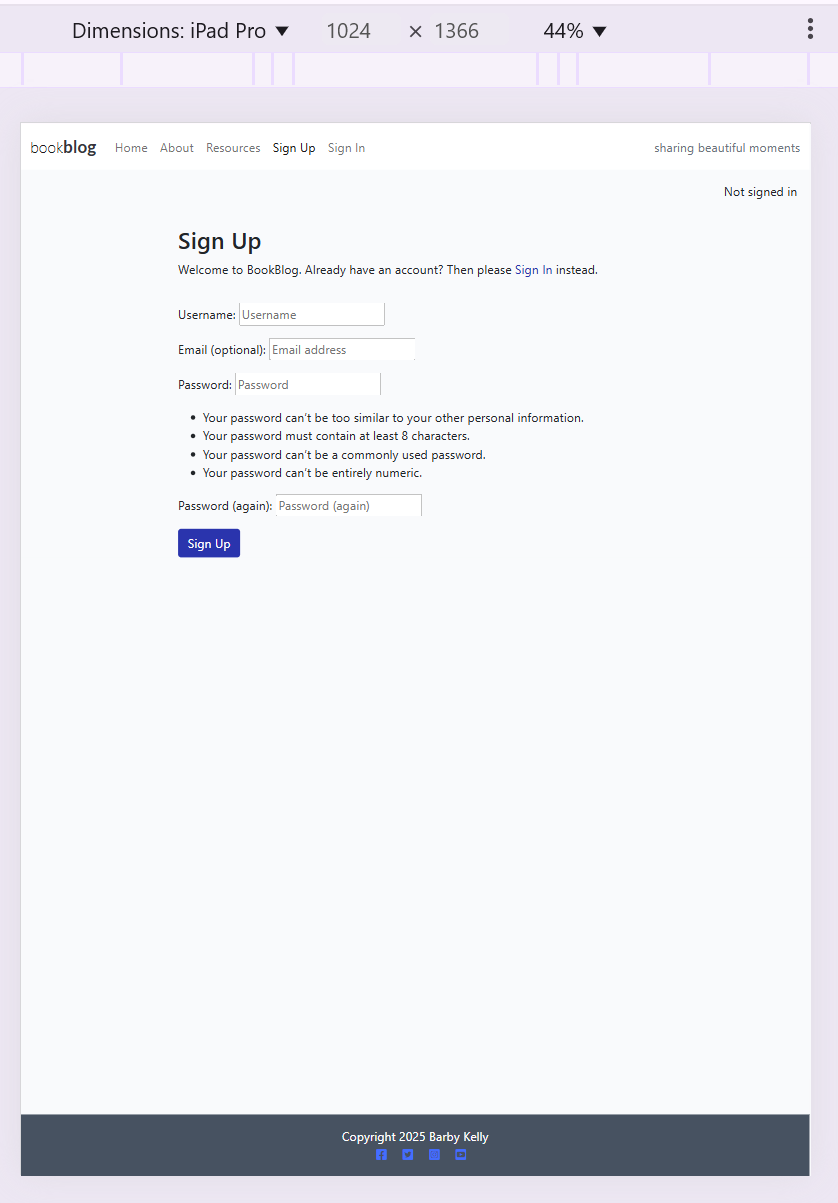 Dimensions: iPad Pro 1024 × 1366 44%
bookblog Home About Resources Sign Up Sign In sharing beautiful moments
Not signed in
Sign Up
Welcome to BookBlog. Already have an account? Then please Sign In instead.
Username: Username
Email (optional): Email address
Password: Password
• Your password can't be too similar to your other personal information.
• Your password must contain at least 8 characters.
• Your password can't be a commonly used password.
• Your password can't be entirely numeric.
Password (again): Password (again)
Sign Up
Copyright 2025 Barby Kelly